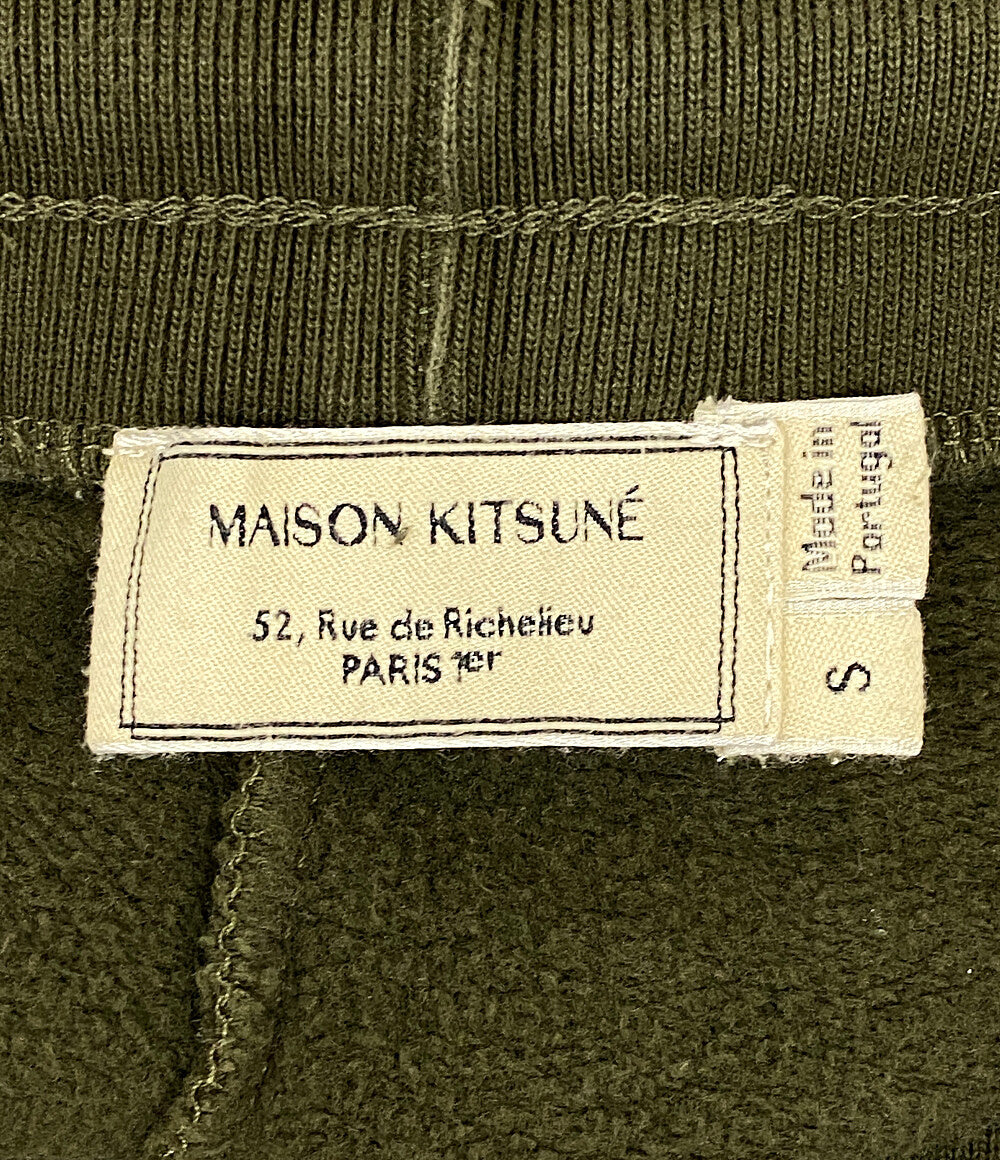 MAISON KITSUNÉ
52, Rue de Richelieu
PARIS 1er
Made in
Portugal
S